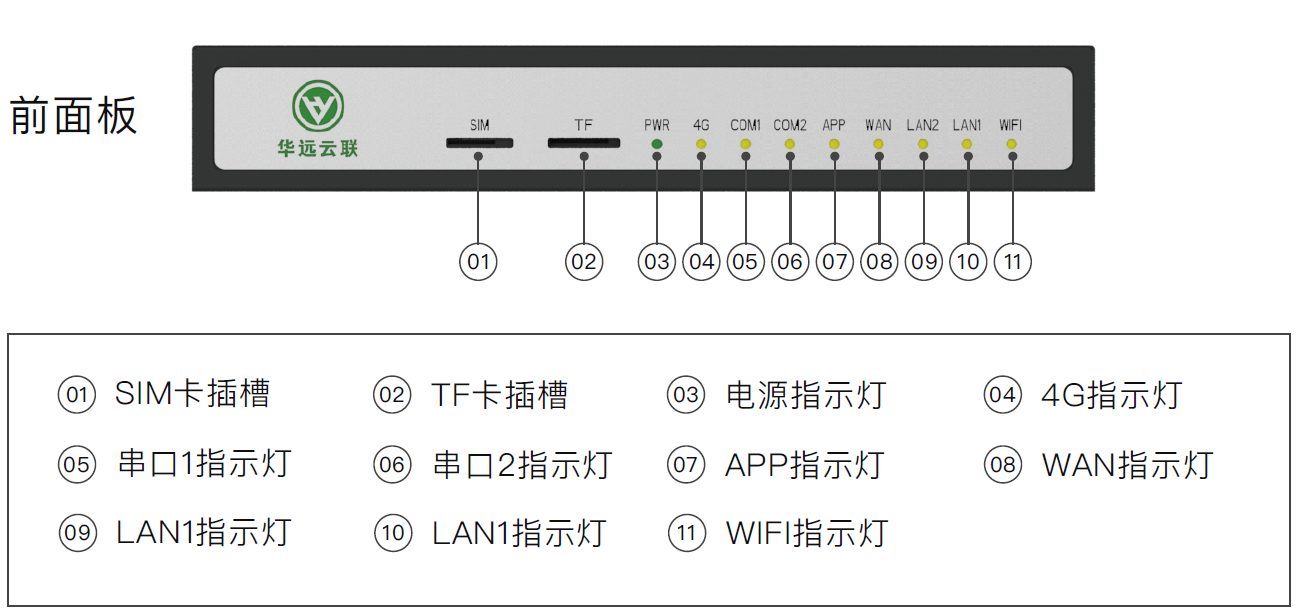 前面板
华远云联
SIM TF PWR 4G COM1 COM2 APP WAN LAN2 LAN1 WIFI
01 02 03 04 05 06 07 08 09 10 11
01 SIM卡插槽 02 TF卡插槽 03 电源指示灯 04 4G指示灯
05 串口1指示灯 06 串口2指示灯 07 APP指示灯 08 WAN指示灯
09 LAN1指示灯 10 LAN1指示灯 11 WIFI指示灯